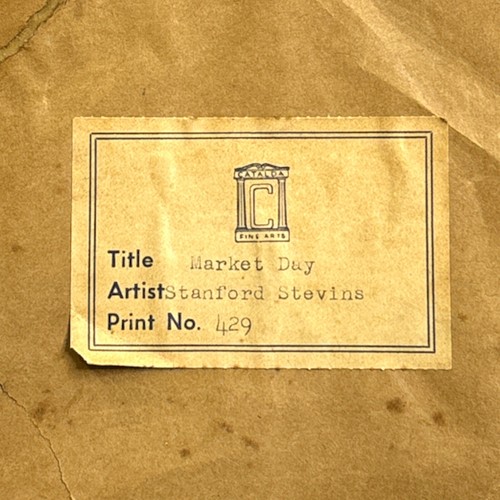 CATALDA
C
FINE ARTS
Title Market Day
Artist Stanford Stevins
Print No. 429